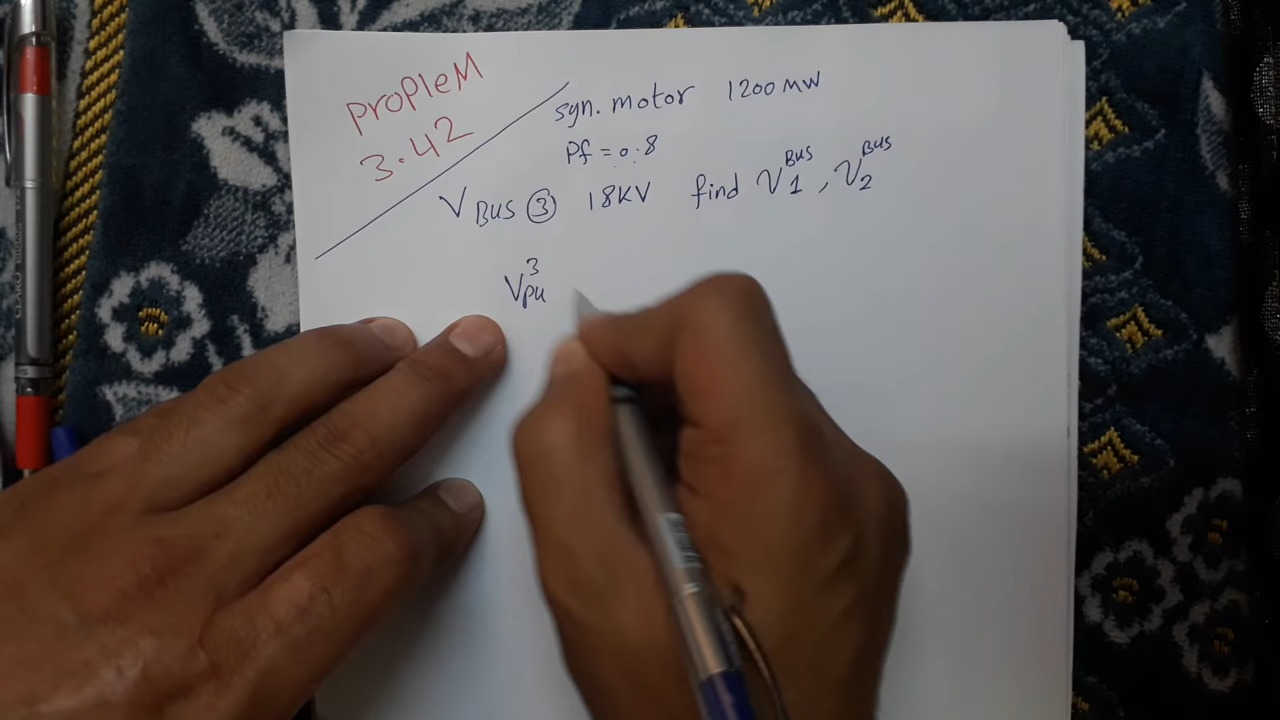 ProPleM
3.42
syn. motor 1200 MW
Pf = 0.8
V BUS ③ 18KV find V1 BUS , V2 BUS
V3 pu